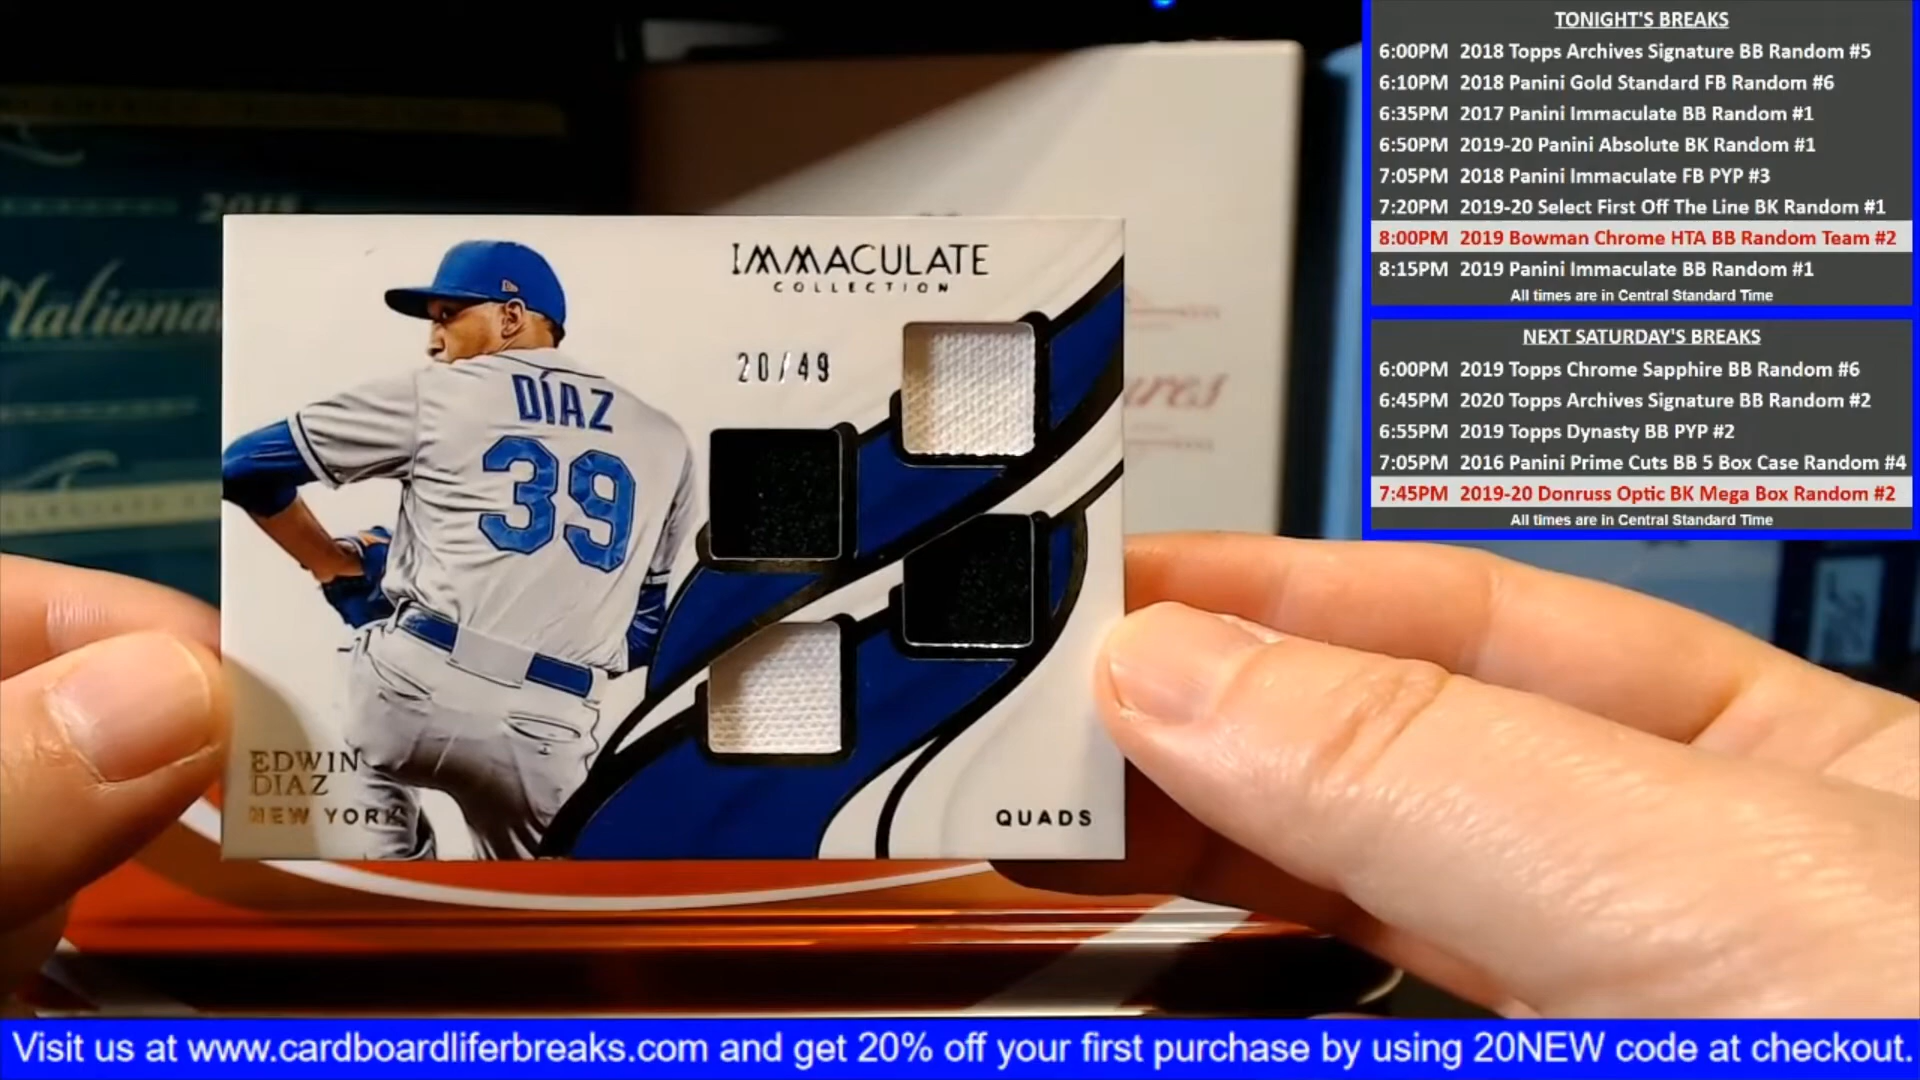 TONIGHT'S BREAKS
6:00PM 2018 Topps Archives Signature BB Random #5
6:10PM 2018 Panini Gold Standard FB Random #6
6:35PM 2017 Panini Immaculate BB Random #1
6:50PM 2019-20 Panini Absolute BK Random #1
7:05PM 2018 Panini Immaculate FB PYP #3
7:20PM 2019-20 Select First Off The Line BK Random #1
8:00PM 2019 Bowman Chrome HTA BB Random Team #2
8:15PM 2019 Panini Immaculate BB Random #1
All times are in Central Standard Time
NEXT SATURDAY'S BREAKS
6:00PM 2019 Topps Chrome Sapphire BB Random #6
6:45PM 2020 Topps Archives Signature BB Random #2
6:55PM 2019 Topps Dynasty BB PYP #2
7:05PM 2016 Panini Prime Cuts BB 5 Box Case Random #4
7:45PM 2019-20 Donruss Optic BK Mega Box Random #2
All times are in Central Standard Time
2018
IMMACULATE
COLLECTION
20/49
DÍAZ
39
EDWIN
DIAZ
NEW YORK
QUADS
Visit us at www.cardboardliferbreaks.com and get 20% off your first purchase by using 20NEW code at checkout.